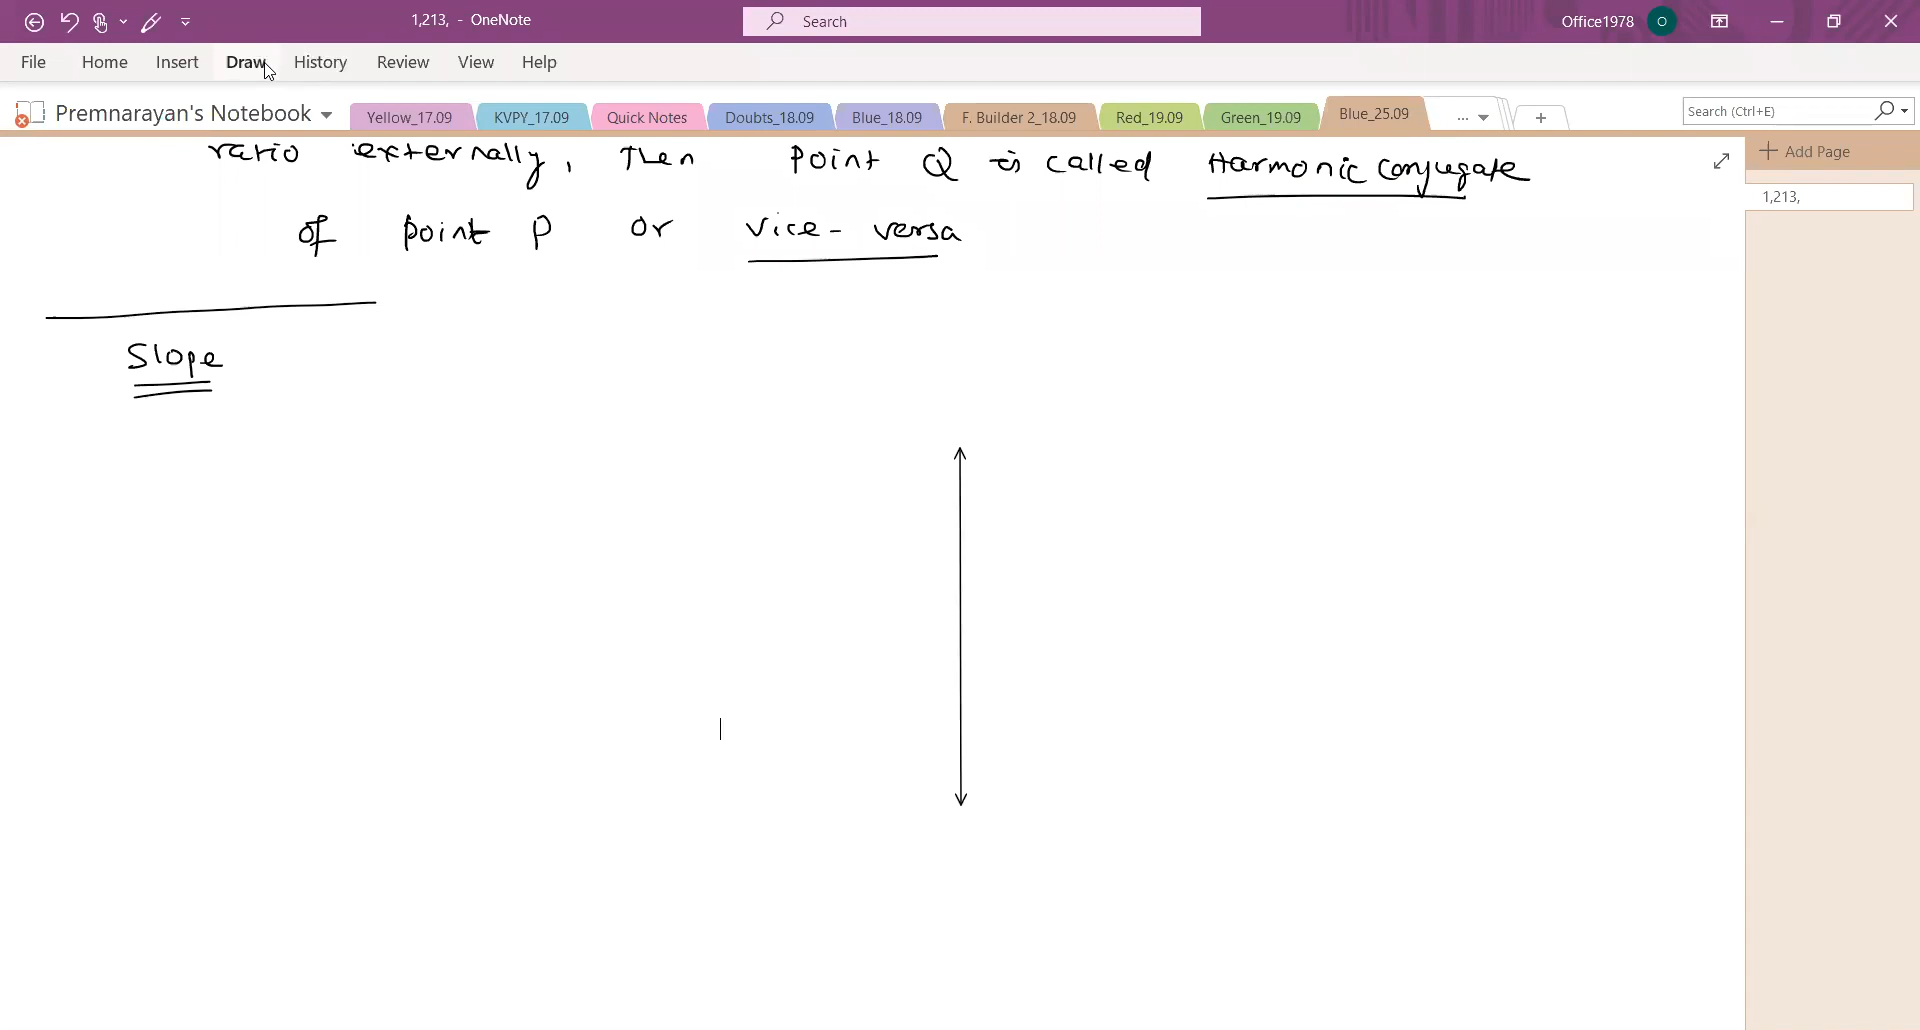 1,213, - OneNote
Search
Office1978
O
File Home Insert Draw History Review View Help
Premnarayan's Notebook
Yellow_17.09 KVPY_17.09 Quick Notes Doubts_18.09 Blue_18.09 F. Builder 2_18.09 Red_19.09 Green_19.09 Blue_25.09 ... +
Search (Ctrl+E)
ratio externally, Then point Q is called Harmonic conjugate
of point P or vice-versa
Slope
Add Page
1,213,